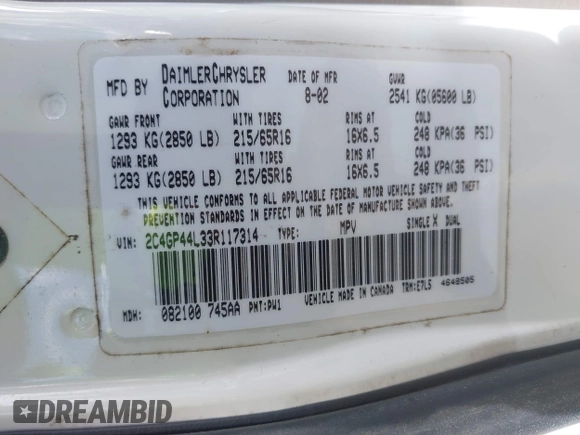 MFD BY DAIMLERCHRYSLER CORPORATION DATE OF MFR 8-02 GVWR 2541 KG(05600 LB)
GAWR FRONT WITH TIRES RIMS AT COLD
1293 KG(2850 LB) 215/65R16 16X6.5 248 KPA(36 PSI)
GAWR REAR WITH TIRES RIMS AT COLD
1293 KG(2850 LB) 215/65R16 16X6.5 248 KPA(36 PSI)
THIS VEHICLE CONFORMS TO ALL APPLICABLE FEDERAL MOTOR VEHICLE SAFETY AND THEFT
PREVENTION STANDARDS IN EFFECT ON THE DATE OF MANUFACTURE SHOWN ABOVE.
VIN: 2C4GP44L33R117314 TYPE: MPV SINGLE X DUAL
MDH: 082100 745AA PNT:PW1 VEHICLE MADE IN CANADA TRM:E7LS 4648505
DREAMBID